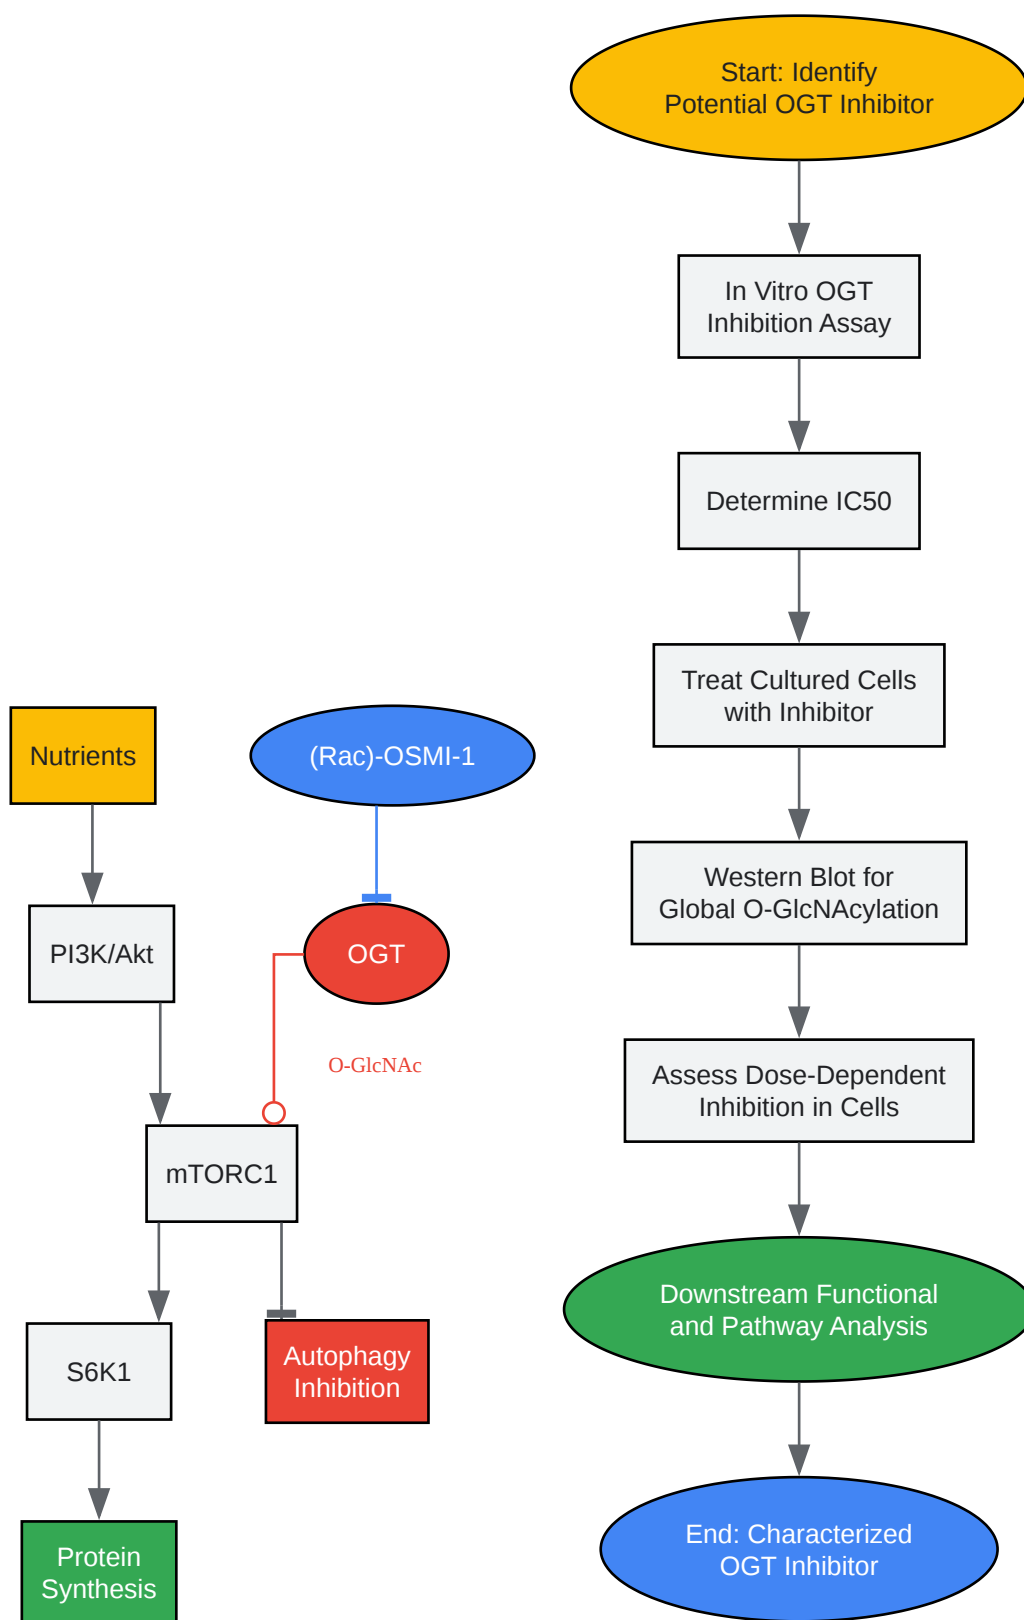 Start: Identify
Potential OGT Inhibitor
In Vitro OGT
Inhibition Assay
Determine IC50
Treat Cultured Cells
with Inhibitor
Western Blot for
Global O-GlcNAcylation
Assess Dose-Dependent
Inhibition in Cells
Downstream Functional
and Pathway Analysis
End: Characterized
OGT Inhibitor
Nutrients
(Rac)-OSMI-1
PI3K/Akt
OGT
O-GlcNAc
mTORC1
S6K1
Autophagy
Inhibition
Protein
Synthesis